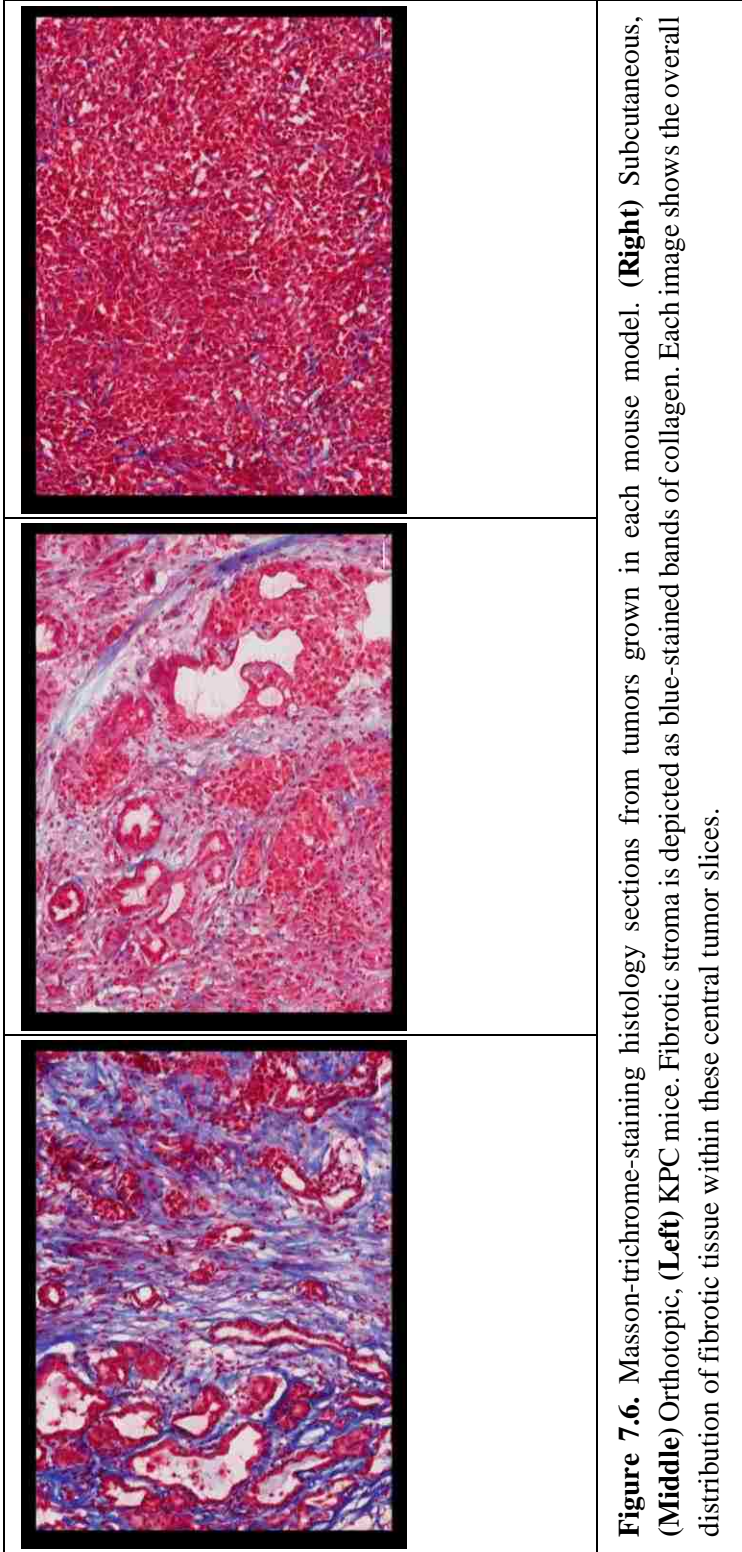 Figure 7.6. Masson-trichrome-staining histology sections from tumors grown in each mouse model. (Right) Subcutaneous,
(Middle) Orthotopic, (Left) KPC mice. Fibrotic stroma is depicted as blue-stained bands of collagen. Each image shows the overall
distribution of fibrotic tissue within these central tumor slices.